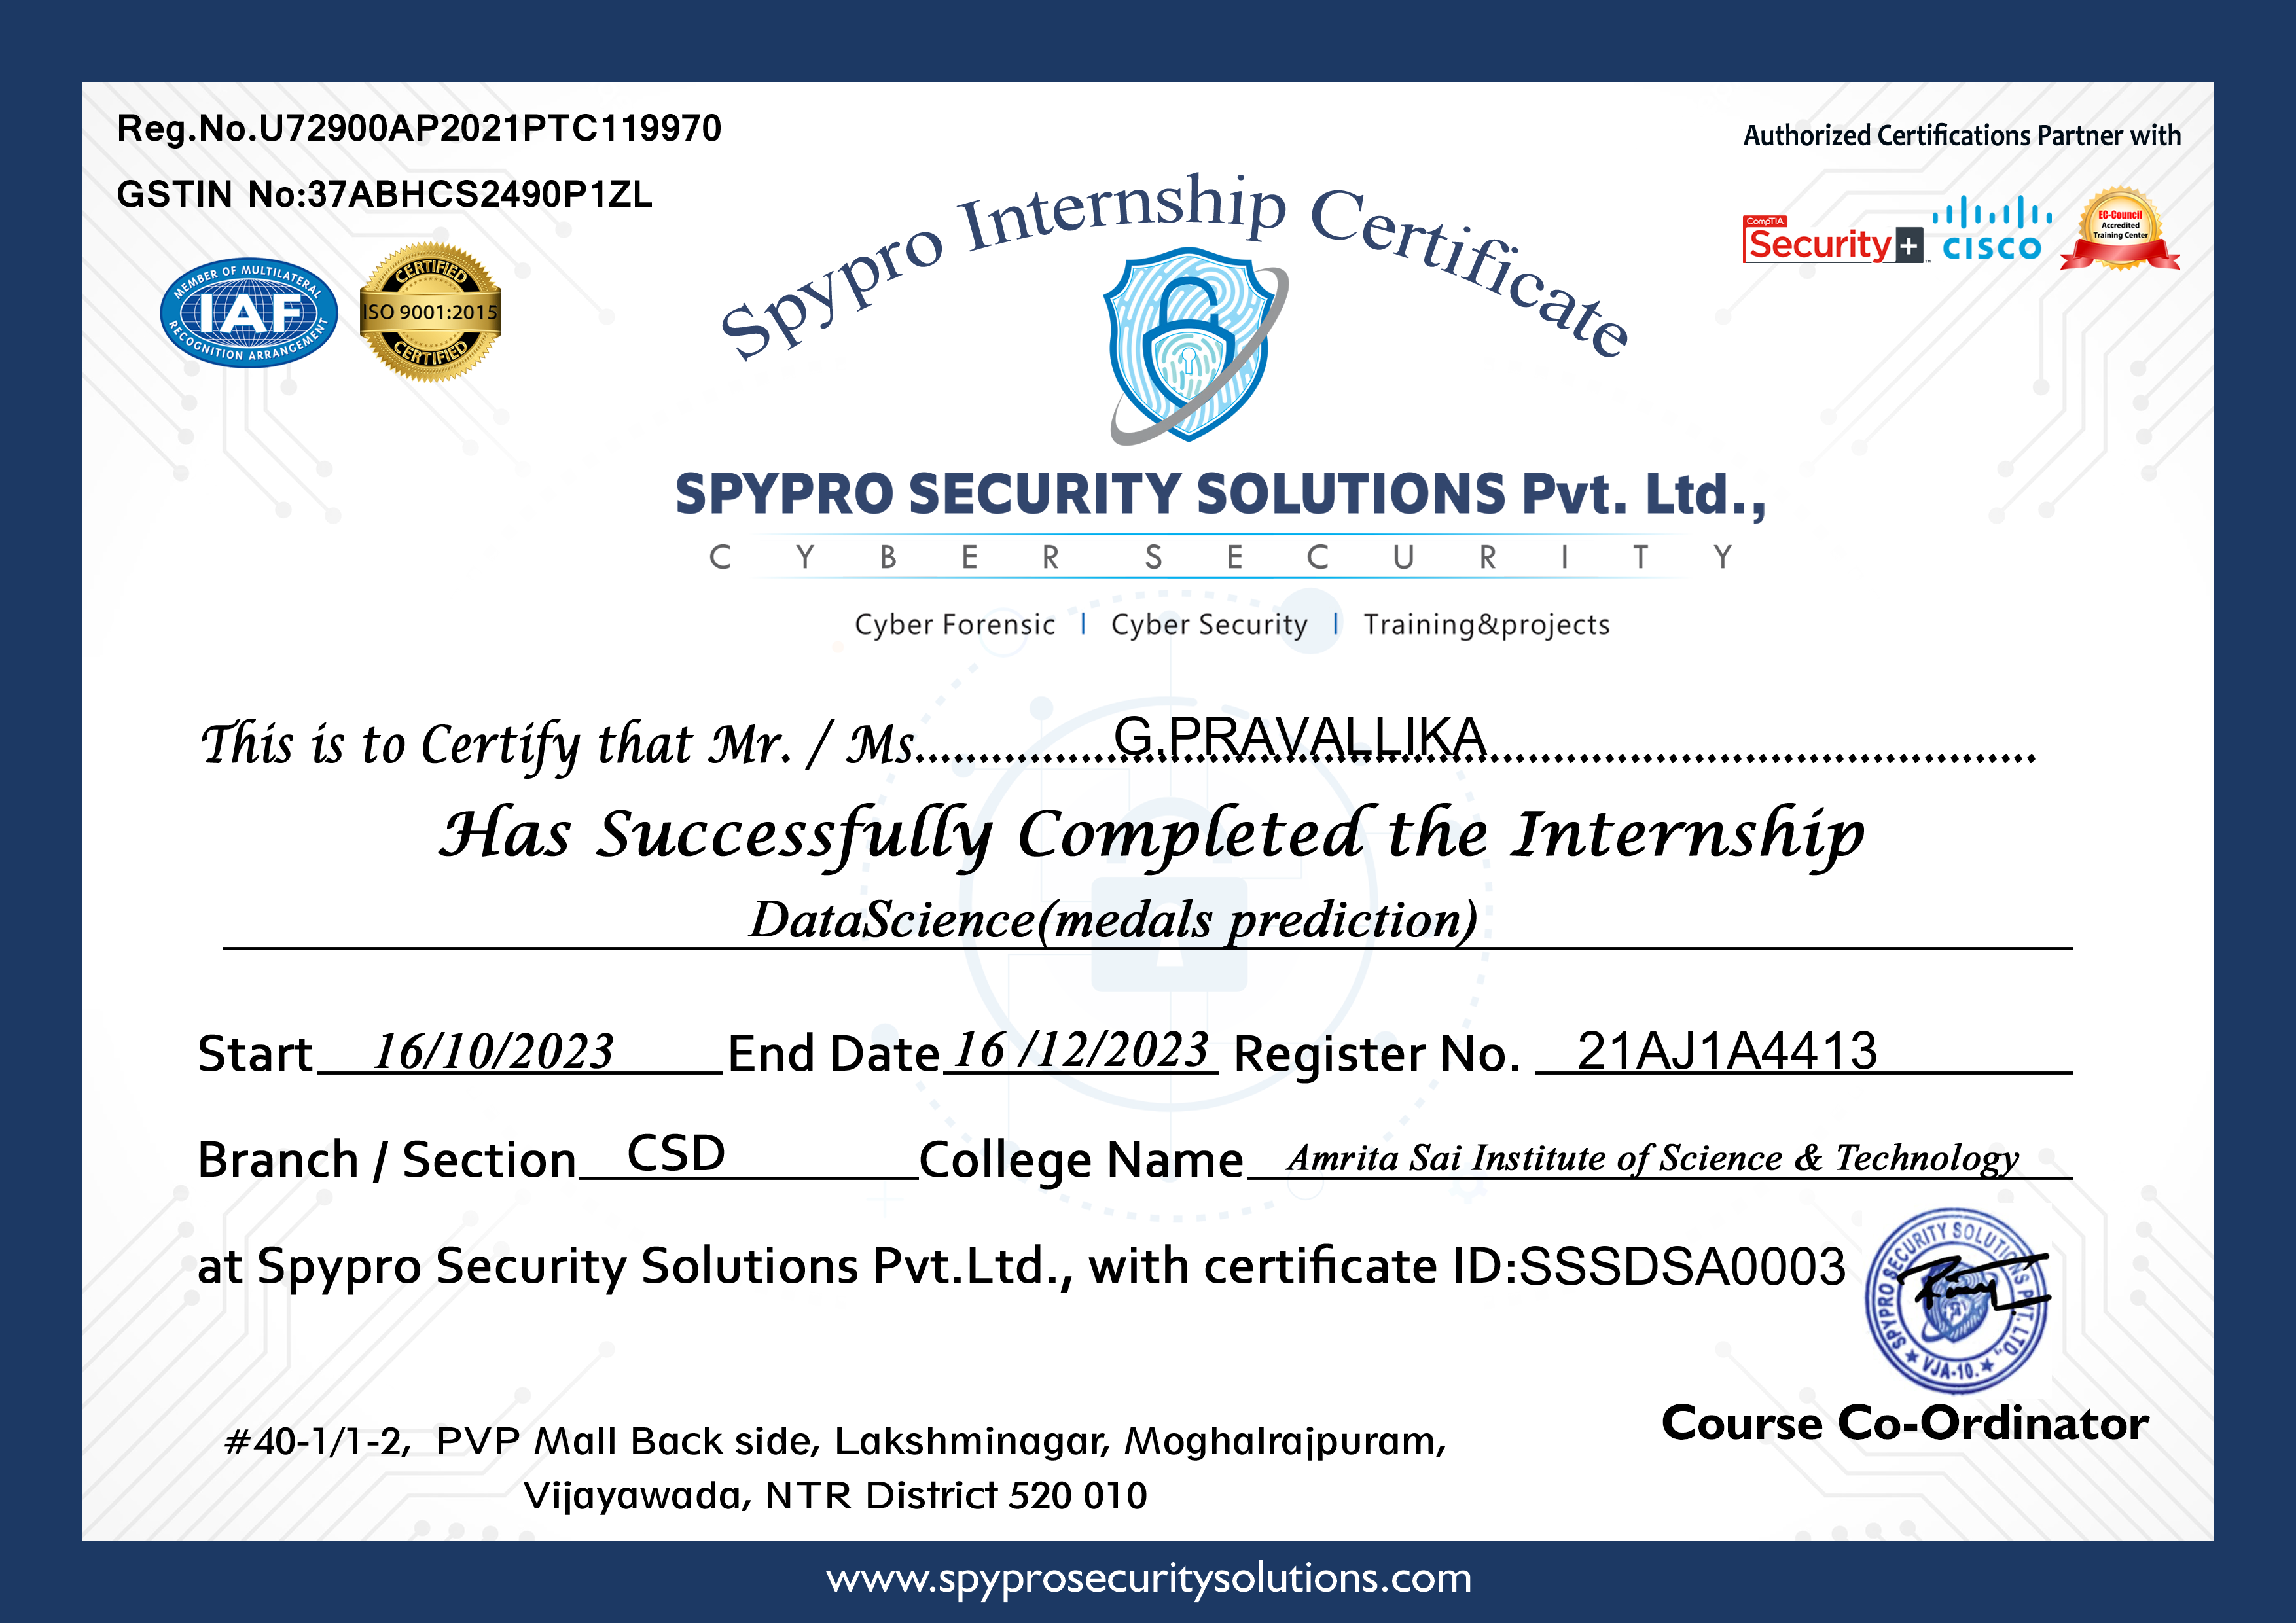 Reg.No.U72900AP2021PTC119970
GSTIN No:37ABHCS2490P1ZL
MEMBER OF MULTILATERAL
IAF
RECOGNITION ARRANGEMENT
CERTIFIED
ISO 9001:2015
CERTIFIED
Spypro Internship Certificate
Authorized Certifications Partner with
CompTIA
Security+
CISCO
EC-Council
Accredited
Training Center
SPYPRO SECURITY SOLUTIONS Pvt. Ltd.,
CYBER SECURITY
Cyber Forensic | Cyber Security | Training&projects
This is to Certify that Mr. / Ms. G.PRAVALLIKA
Has Successfully Completed the Internship
DataScience(medals prediction)
Start 16/10/2023 End Date 16 /12/2023 Register No. 21AJ1A4413
Branch / Section CSD College Name Amrita Sai Institute of Science & Technology
at Spypro Security Solutions Pvt.Ltd., with certificate ID:SSSDSA0003
SPYPRO SECURITY SOLUTIONS PVT. LTD.,
★ VJA-10. ★
Course Co-Ordinator
#40-1/1-2, PVP Mall Back side, Lakshminagar, Moghalrajpuram,
Vijayawada, NTR District 520 010
www.spyprosecuritysolutions.com